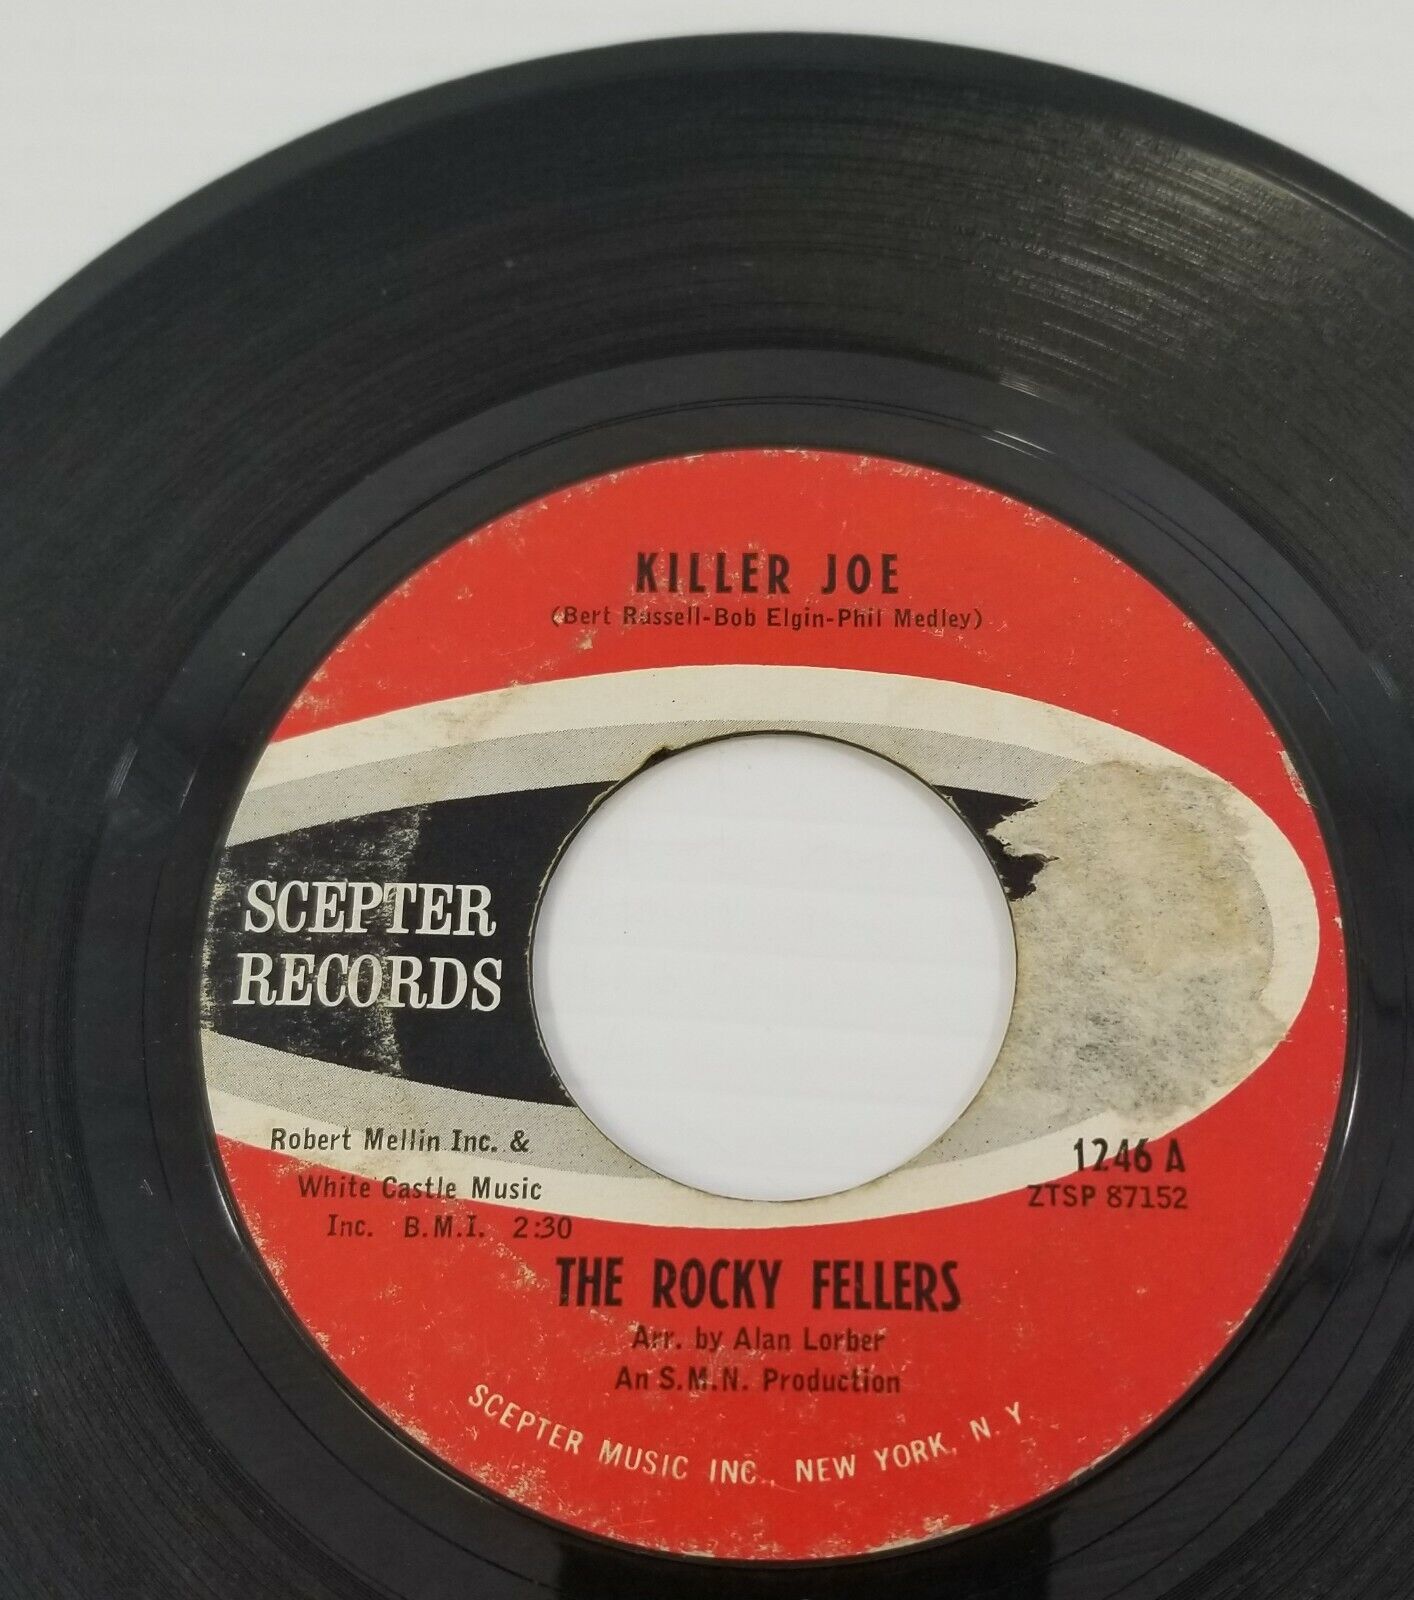 KILLER JOE
(Bert Russell-Bob Elgin-Phil Medley)
SCEPTER
RECORDS
Robert Mellin Inc. &
White Castle Music
Inc. B.M.I. 2:30
1246 A
ZTSP 87152
THE ROCKY FELLERS
Arr. by Alan Lorber
An S.M.N. Production
SCEPTER MUSIC INC., NEW YORK, N. Y